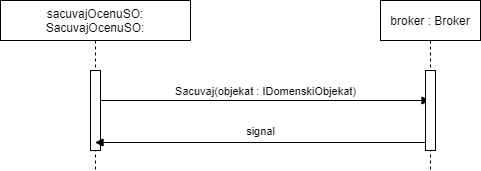 sacuvajOcenuSO:
SacuvajOcenuSO:
broker : Broker
Sacuvaj(objekat : IDomenskiObjekat)
signal